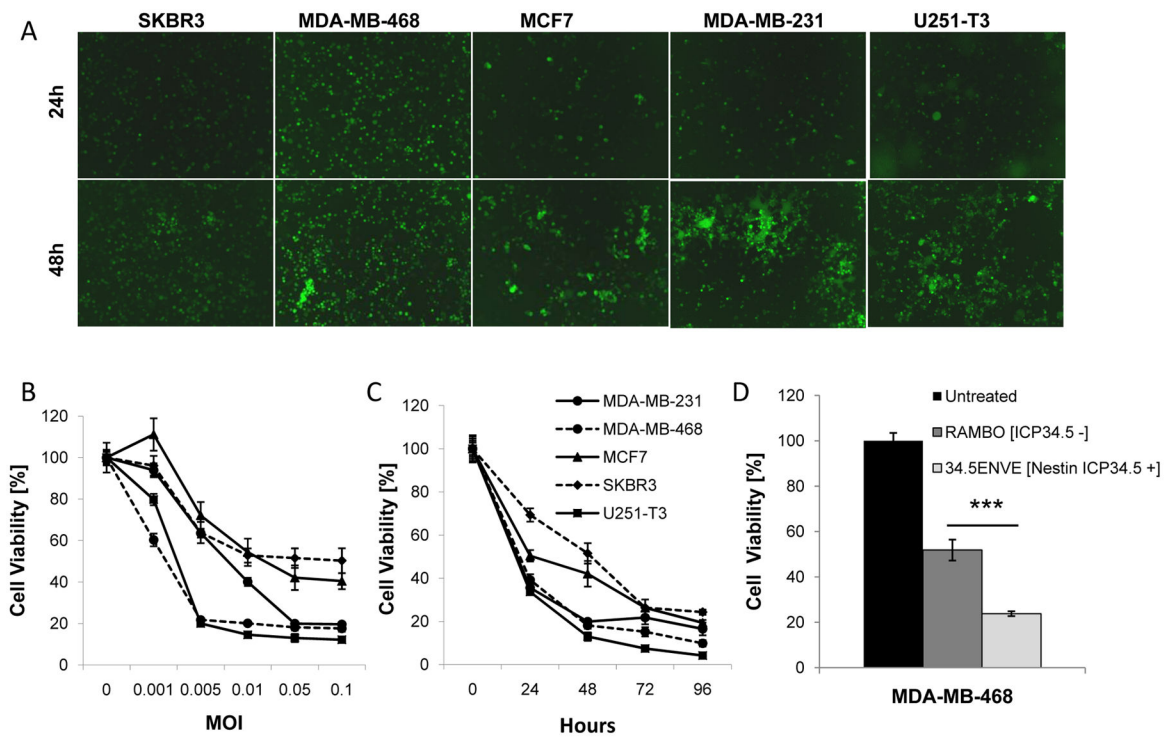 A
SKBR3 MDA-MB-468 MCF7 MDA-MB-231 U251-T3
24h
48h
B
120
100
80
60
40
20
0
Cell Viability [%]
0 0.001 0.005 0.01 0.05 0.1
MOI
C
120
100
80
60
40
20
0
Cell Viability [%]
MDA-MB-231
MDA-MB-468
MCF7
SKBR3
U251-T3
0 24 48 72 96
Hours
D
120
100
80
60
40
20
0
Cell Viability [%]
Untreated
RAMBO [ICP34.5 -]
34.5ENVE [Nestin ICP34.5 +]
***
MDA-MB-468